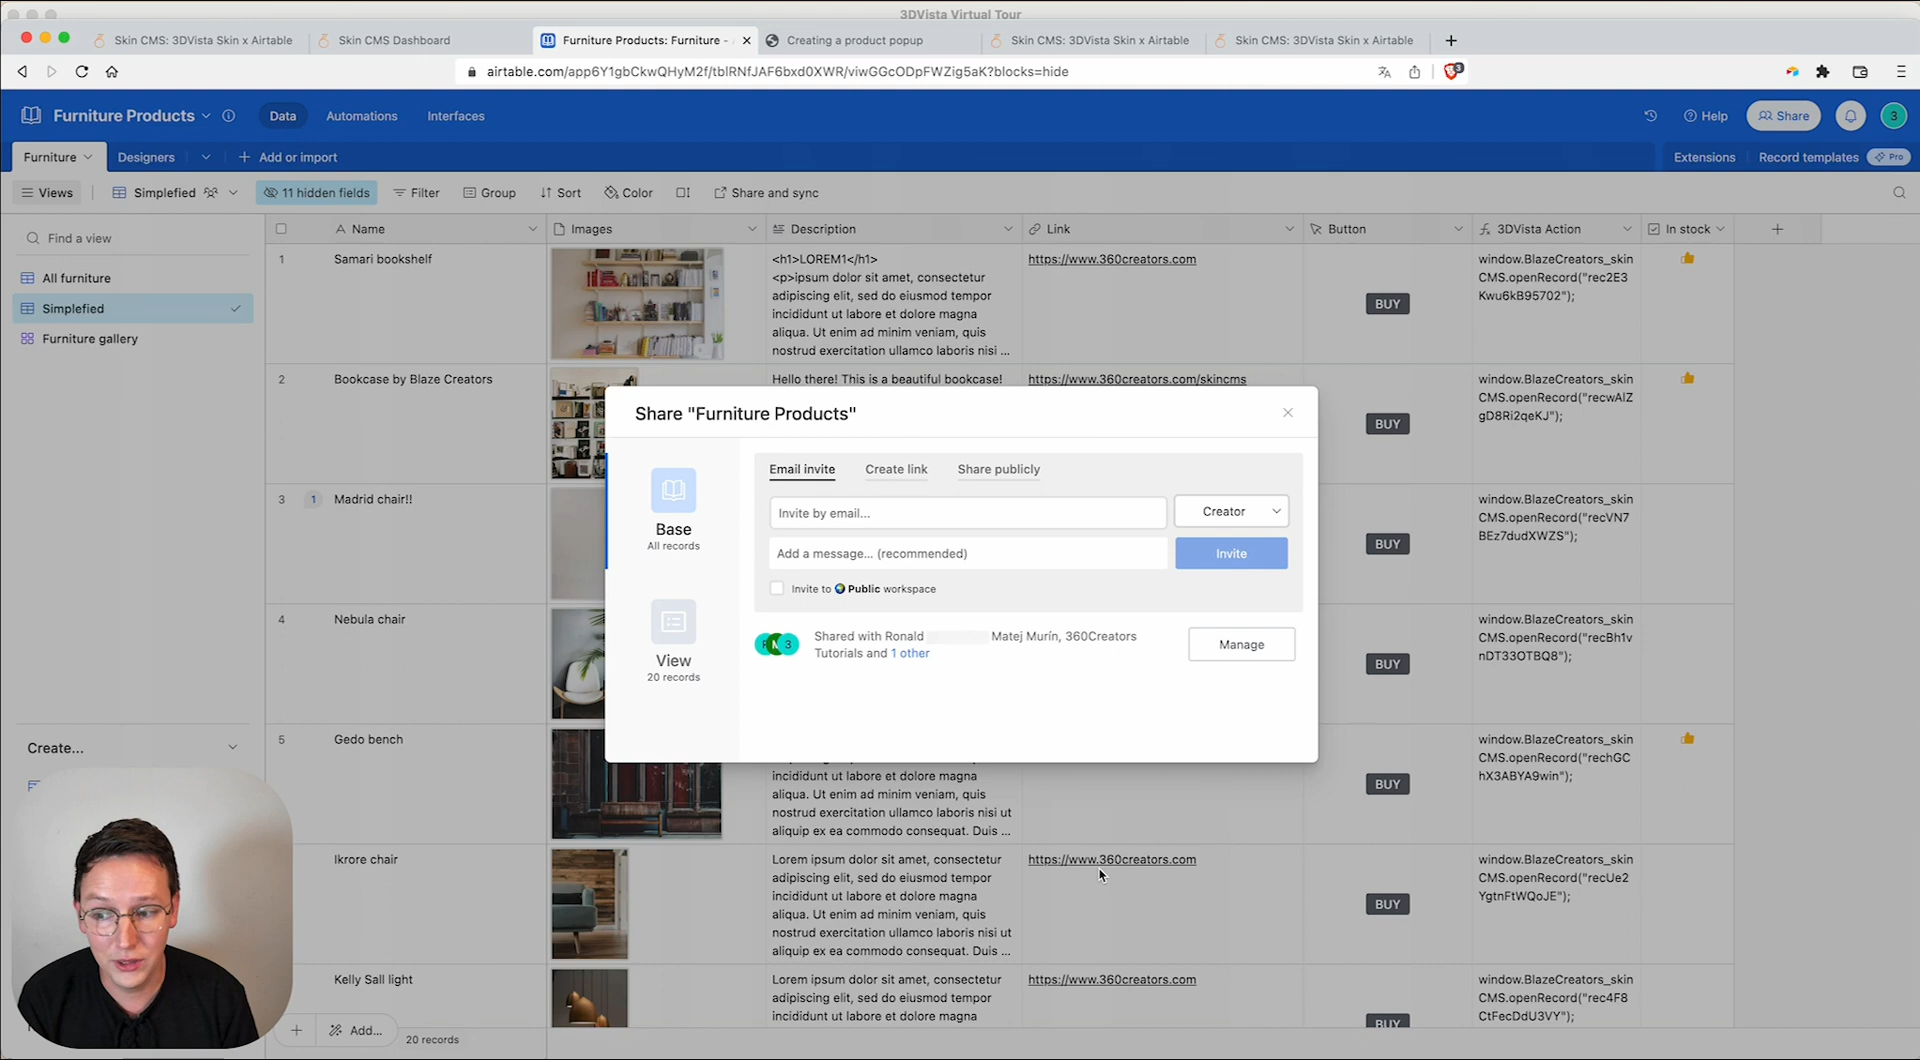 3DVista Virtual Tour
Skin CMS: 3DVista Skin x Airtable
Skin CMS Dashboard
Furniture Products: Furniture -
Creating a product popup
Skin CMS: 3DVista Skin x Airtable
Skin CMS: 3DVista Skin x Airtable
airtable.com/app6Y1gbCkwQHyM2f/tblRNfJAF6bxd0XWR/viwGGcODpFWZig5aK?blocks=hide
3
Furniture Products
Data
Automations
Interfaces
Help
Share
3
Furniture
Designers
Add or import
Extensions
Record templates
Pro
Views
Simplefied
11 hidden fields
Filter
Group
Sort
Color
Share and sync
Find a view
All furniture
Simplefied
Furniture gallery
Create...
Name
Images
Description
Link
Button
3DVista Action
In stock
1
Samari bookshelf
<h1>LOREM1</h1>
<p>ipsum dolor sit amet, consectetur
adipiscing elit, sed do eiusmod tempor
incididunt ut labore et dolore magna
aliqua. Ut enim ad minim veniam, quis
nostrud exercitation ullamco laboris nisi ...
https://www.360creators.com
BUY
window.BlazeCreators_skin
CMS.openRecord("rec2E3
Kwu6kB95702");
2
Bookcase by Blaze Creators
Hello there! This is a beautiful bookcase!
https://www.360creators.com/skincms
BUY
window.BlazeCreators_skin
CMS.openRecord("recwAlZ
gD8Ri2qeKJ");
3
1
Madrid chair!!
BUY
window.BlazeCreators_skin
CMS.openRecord("recVN7
BEz7dudXWZS");
4
Nebula chair
BUY
window.BlazeCreators_skin
CMS.openRecord("recBh1v
nDT33OTBQ8");
5
Gedo bench
incididunt ut labore et dolore magna
aliqua. Ut enim ad minim veniam, quis
nostrud exercitation ullamco laboris nisi ut
aliquip ex ea commodo consequat. Duis ...
BUY
window.BlazeCreators_skin
CMS.openRecord("rechGC
hX3ABYA9win");
Ikrore chair
Lorem ipsum dolor sit amet, consectetur
adipiscing elit, sed do eiusmod tempor
incididunt ut labore et dolore magna
aliqua. Ut enim ad minim veniam, quis
nostrud exercitation ullamco laboris nisi ut
aliquip ex ea commodo consequat. Duis ...
https://www.360creators.com
BUY
window.BlazeCreators_skin
CMS.openRecord("recUe2
YgtnFtWQoJE");
Kelly Sall light
Lorem ipsum dolor sit amet, consectetur
adipiscing elit, sed do eiusmod tempor
incididunt ut labore et dolore magna
https://www.360creators.com
BUY
window.BlazeCreators_skin
CMS.openRecord("rec4F8
CtFecDdU3VY");
Add...
20 records
Share "Furniture Products"
Base
All records
View
20 records
Email invite
Create link
Share publicly
Invite by email...
Creator
Add a message... (recommended)
Invite
Invite to Public workspace
3
Shared with Ronald Matej Murín, 360Creators
Tutorials and 1 other
Manage